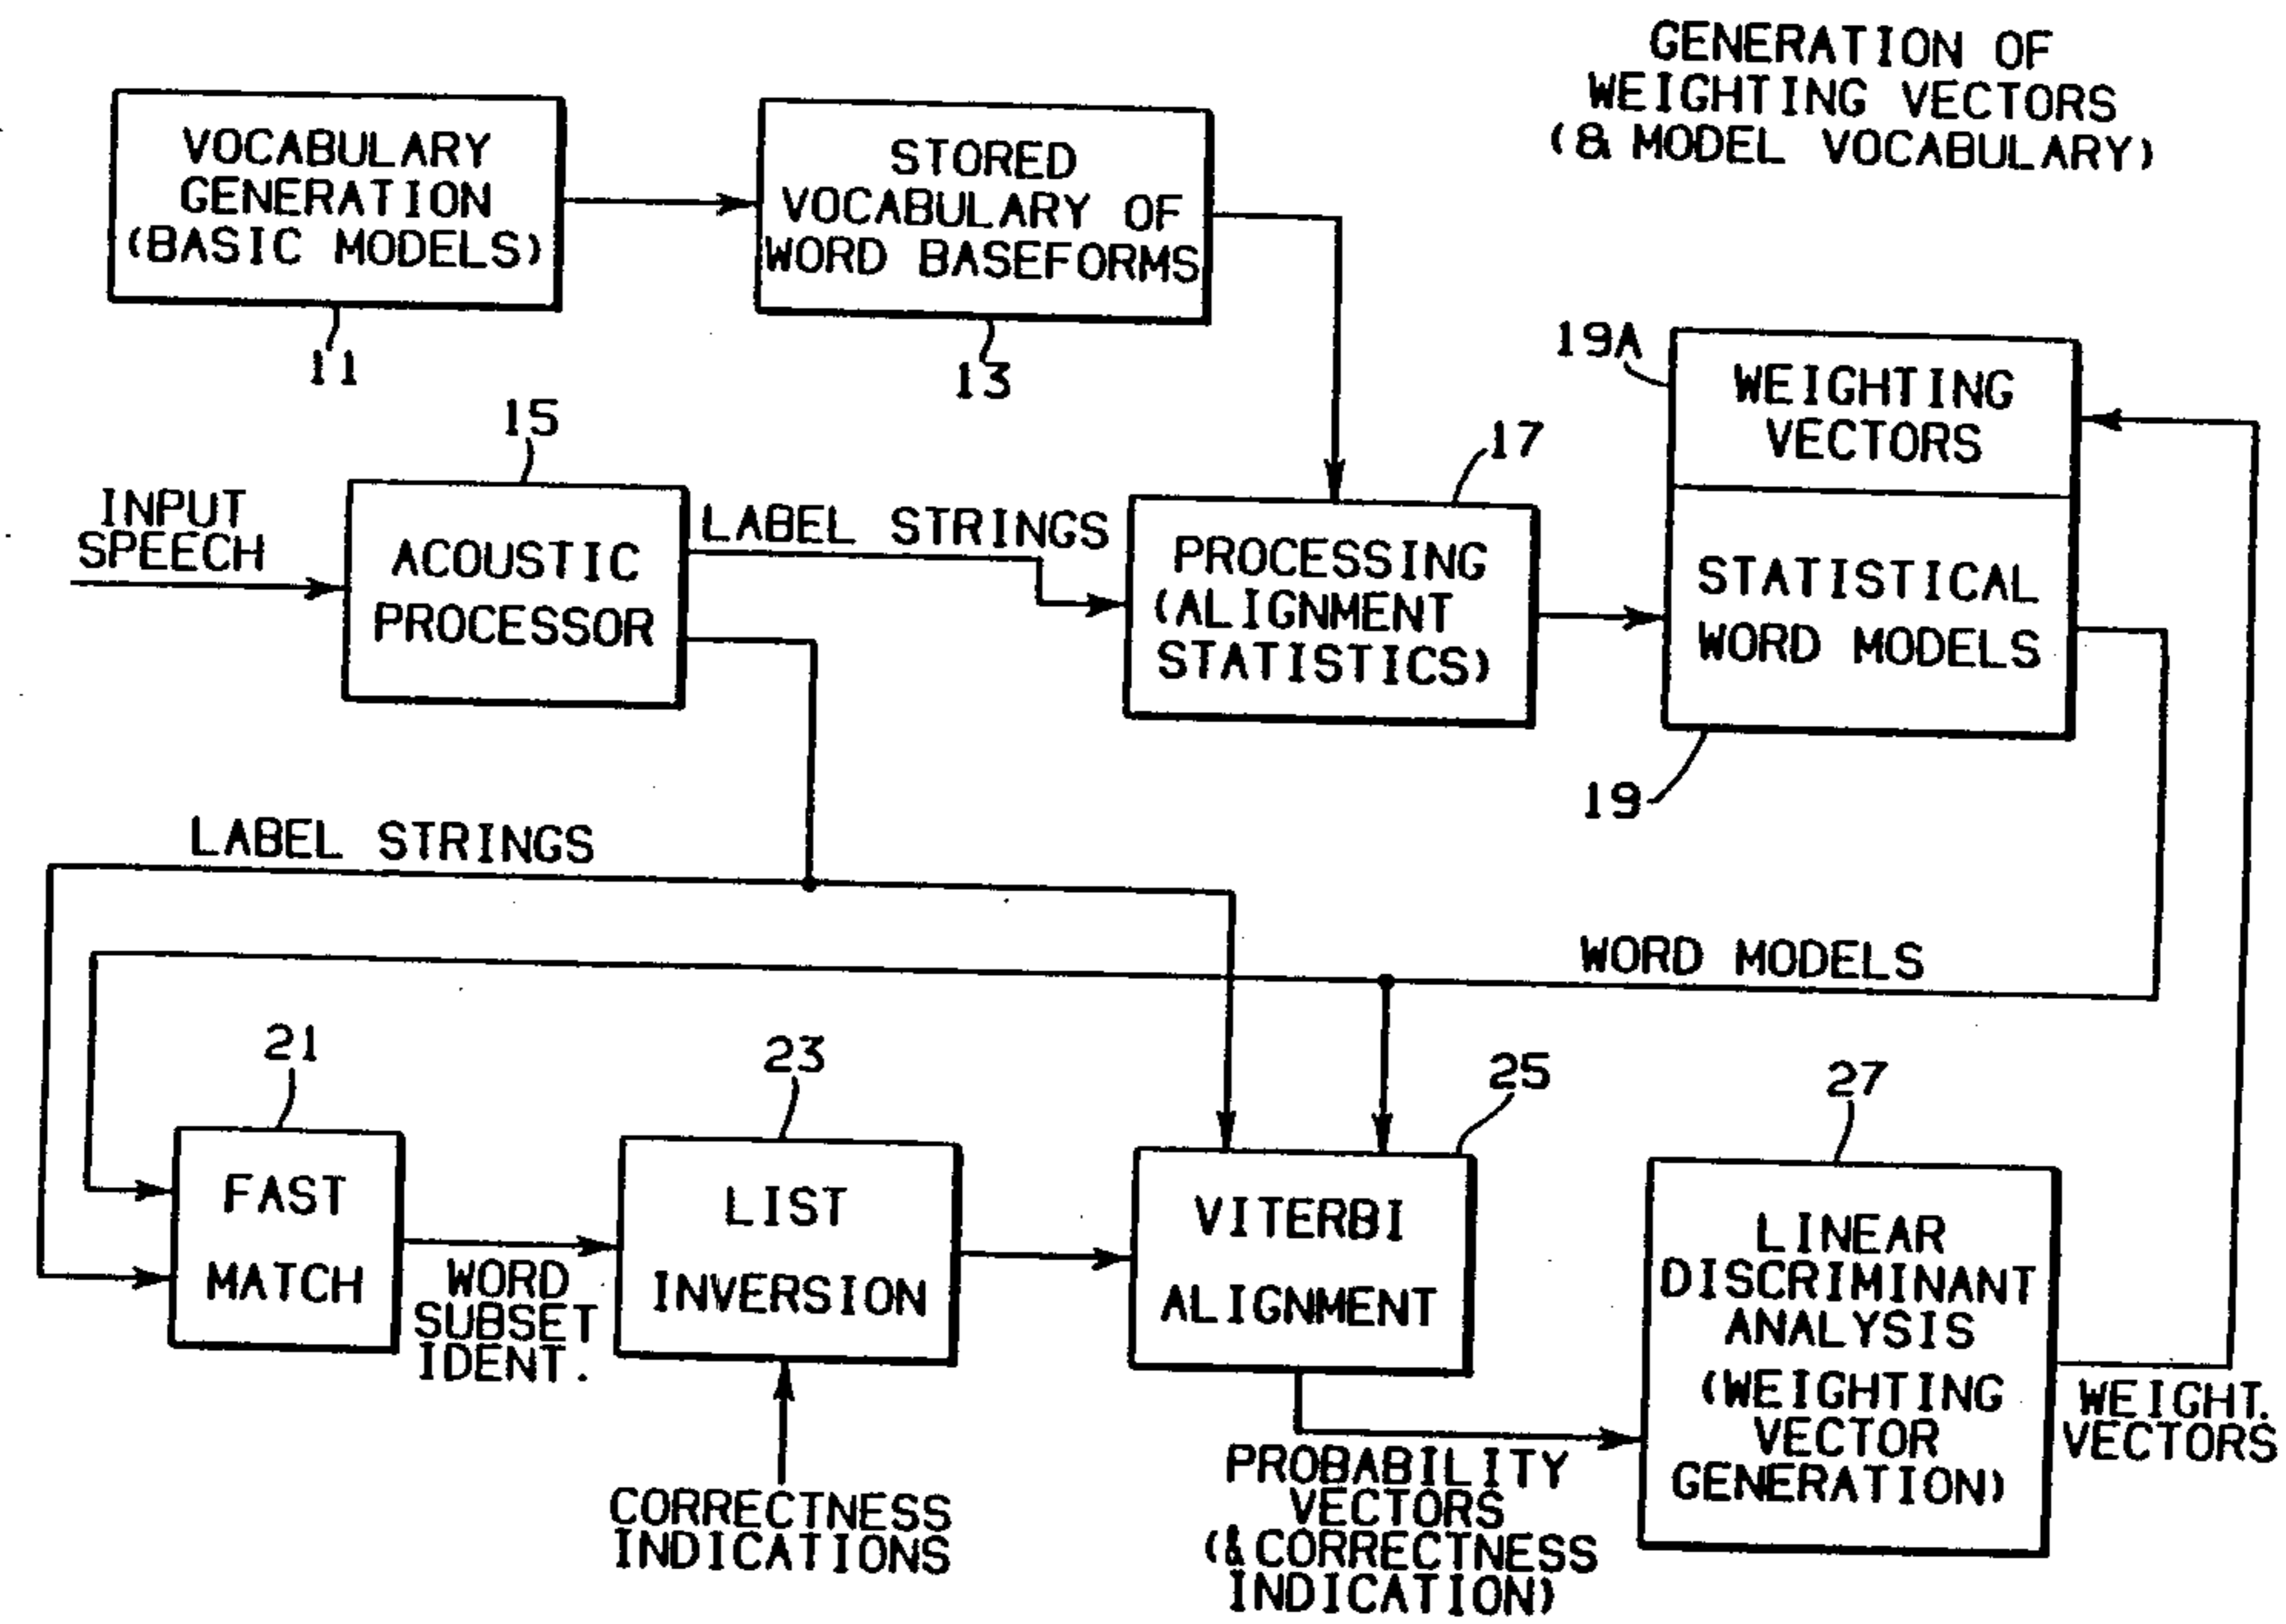 GENERATION OF
WEIGHTING VECTORS
(& MODEL VOCABULARY)
VOCABULARY
GENERATION
(BASIC MODELS)
11
STORED
VOCABULARY OF
WORD BASEFORMS
13
15
INPUT
SPEECH
ACOUSTIC
PROCESSOR
LABEL STRINGS
17
PROCESSING
(ALIGNMENT
STATISTICS)
19A
WEIGHTING
VECTORS
STATISTICAL
WORD MODELS
19
LABEL STRINGS
WORD MODELS
21
FAST
MATCH
WORD
SUBSET
IDENT.
23
LIST
INVERSION
CORRECTNESS
INDICATIONS
25
VITERBI
ALIGNMENT
PROBABILITY
VECTORS
(& CORRECTNESS
INDICATION)
27
LINEAR
DISCRIMINANT
ANALYSIS
(WEIGHTING
VECTOR
GENERATION)
WEIGHT.
VECTORS